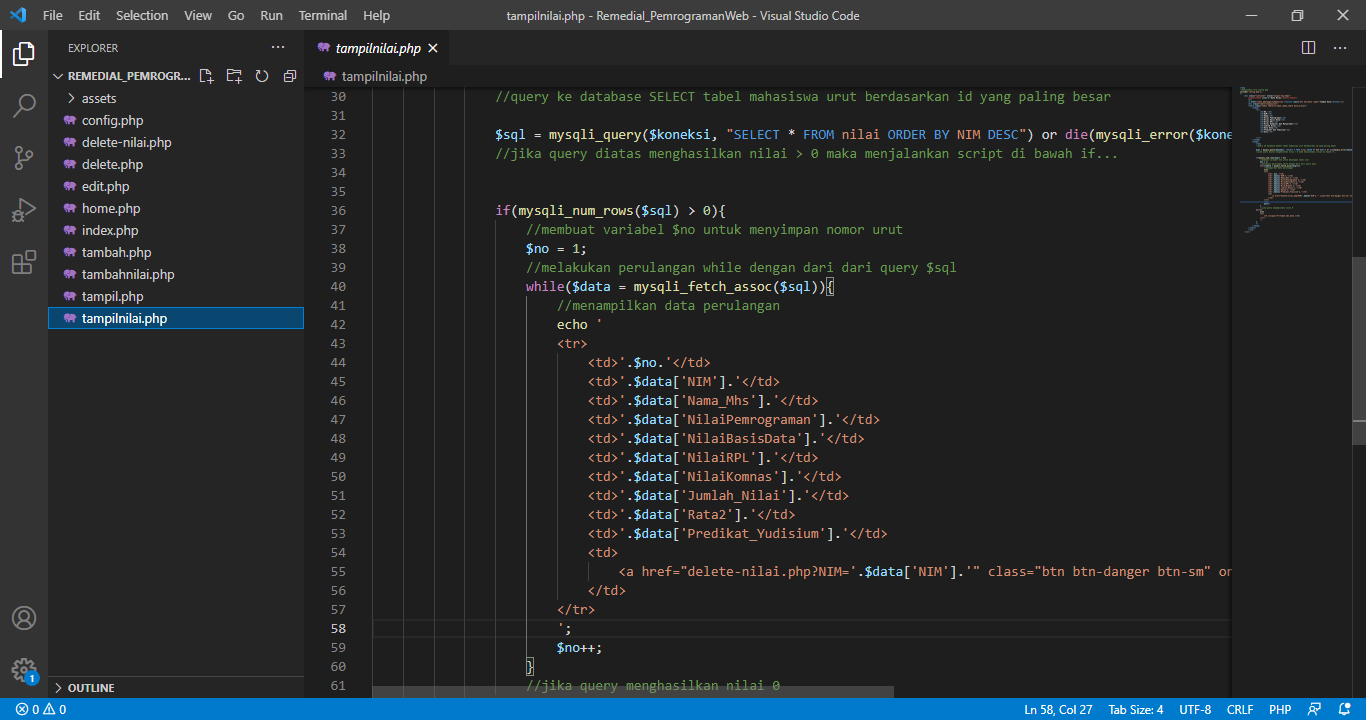 File Edit Selection View Go Run Terminal Help
tampilnilai.php - Remedial_PemrogramanWeb - Visual Studio Code
EXPLORER
REMEDIAL_PEMROGR...
assets
config.php
delete-nilai.php
delete.php
edit.php
home.php
index.php
tambah.php
tambahnilai.php
tampil.php
tampilnilai.php
OUTLINE
tampilnilai.php
tampilnilai.php
30 //query ke database SELECT tabel mahasiswa urut berdasarkan id yang paling besar
31
32 $sql = mysqli_query($koneksi, "SELECT * FROM nilai ORDER BY NIM DESC") or die(mysqli_error($kone
33 //jika query diatas menghasilkan nilai > 0 maka menjalankan script di bawah if...
34
35
36 if(mysqli_num_rows($sql) > 0){
37 //membuat variabel $no untuk menyimpan nomor urut
38 $no = 1;
39 //melakukan perulangan while dengan dari dari query $sql
40 while($data = mysqli_fetch_assoc($sql)){
41 //menampilkan data perulangan
42 echo '
43 <tr>
44 <td>'.$no.'</td>
45 <td>'.$data['NIM'].'</td>
46 <td>'.$data['Nama_Mhs'].'</td>
47 <td>'.$data['NilaiPemrograman'].'</td>
48 <td>'.$data['NilaiBasisData'].'</td>
49 <td>'.$data['NilaiRPL'].'</td>
50 <td>'.$data['NilaiKomnas'].'</td>
51 <td>'.$data['Jumlah_Nilai'].'</td>
52 <td>'.$data['Rata2'].'</td>
53 <td>'.$data['Predikat_Yudisium'].'</td>
54 <td>
55 <a href="delete-nilai.php?NIM='.$data['NIM'].'" class="btn btn-danger btn-sm" on
56 </td>
57 </tr>
58 ';
59 $no++;
60 }
61 //jika query menghasilkan nilai 0
1
0 0
Ln 58, Col 27 Tab Size: 4 UTF-8 CRLF PHP